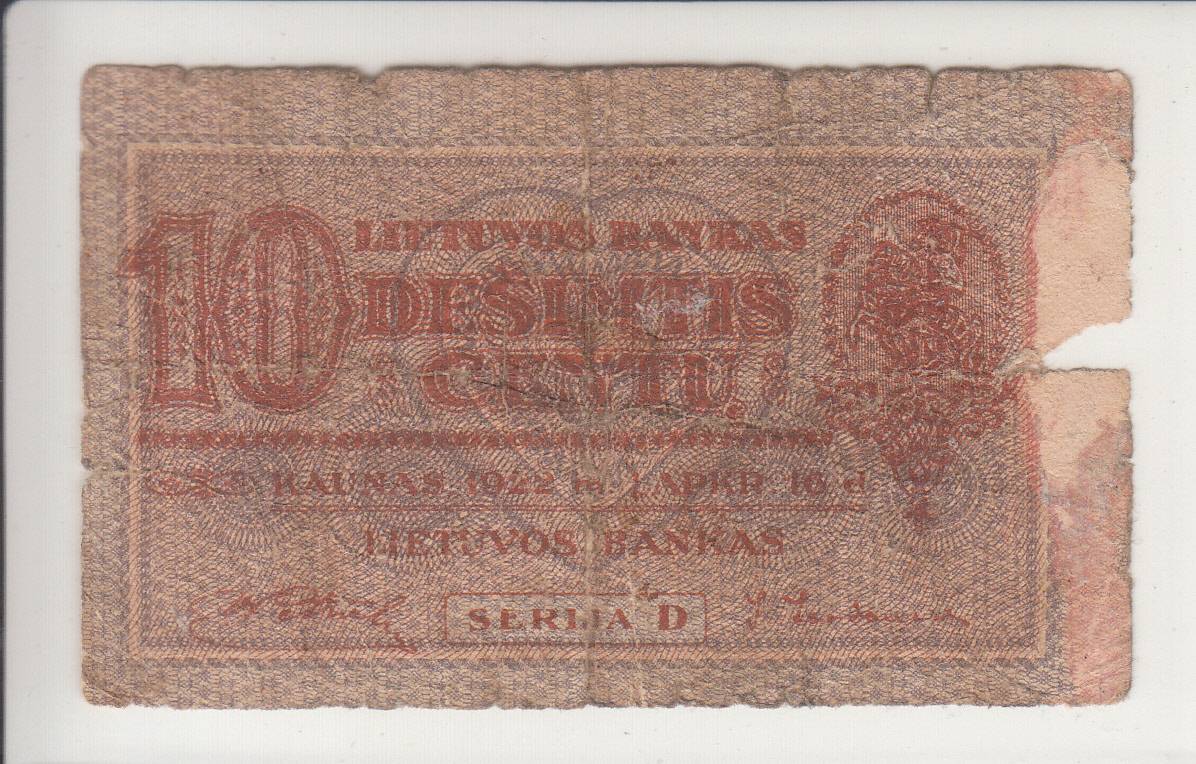 10
LIETUVOS BANKAS
DEŠIMTIS
CENTŲ
KAUNAS 1922 m. LAPKR. 16 d.
LIETUVOS BANKAS
SERIJA D